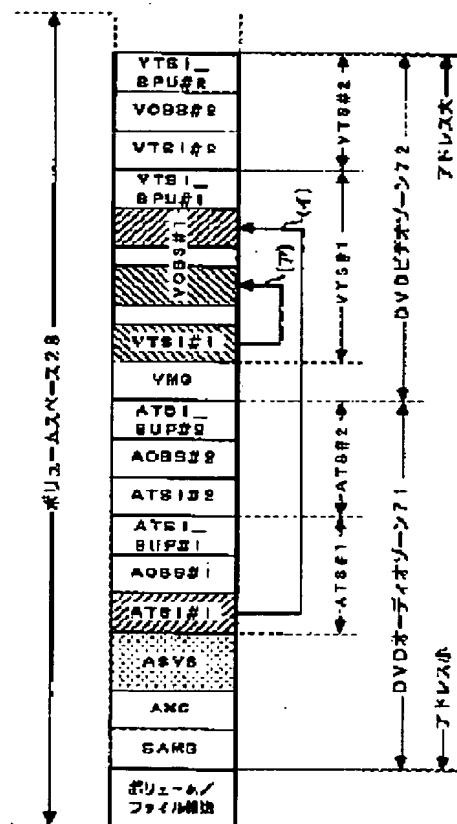 VTSI_
BPU#2
VOBS#2
VTSI#2
VTSI_
BPU#1
VOBS#1
VTSI#1
VMG
ATSI_
BUP#2
AOBS#2
ATSI#2
ATSI_
BUP#1
AOBS#1
ATSI#1
ASVS
AMG
SAMG
ボリューム/
ファイル構造
ボリュームスペース28
(イ)
(ア)
VTS#2
VTS#1
ATS#2
ATS#1
DVDビデオゾーン72
DVDオーディオゾーン71
アドレス大
アドレス小